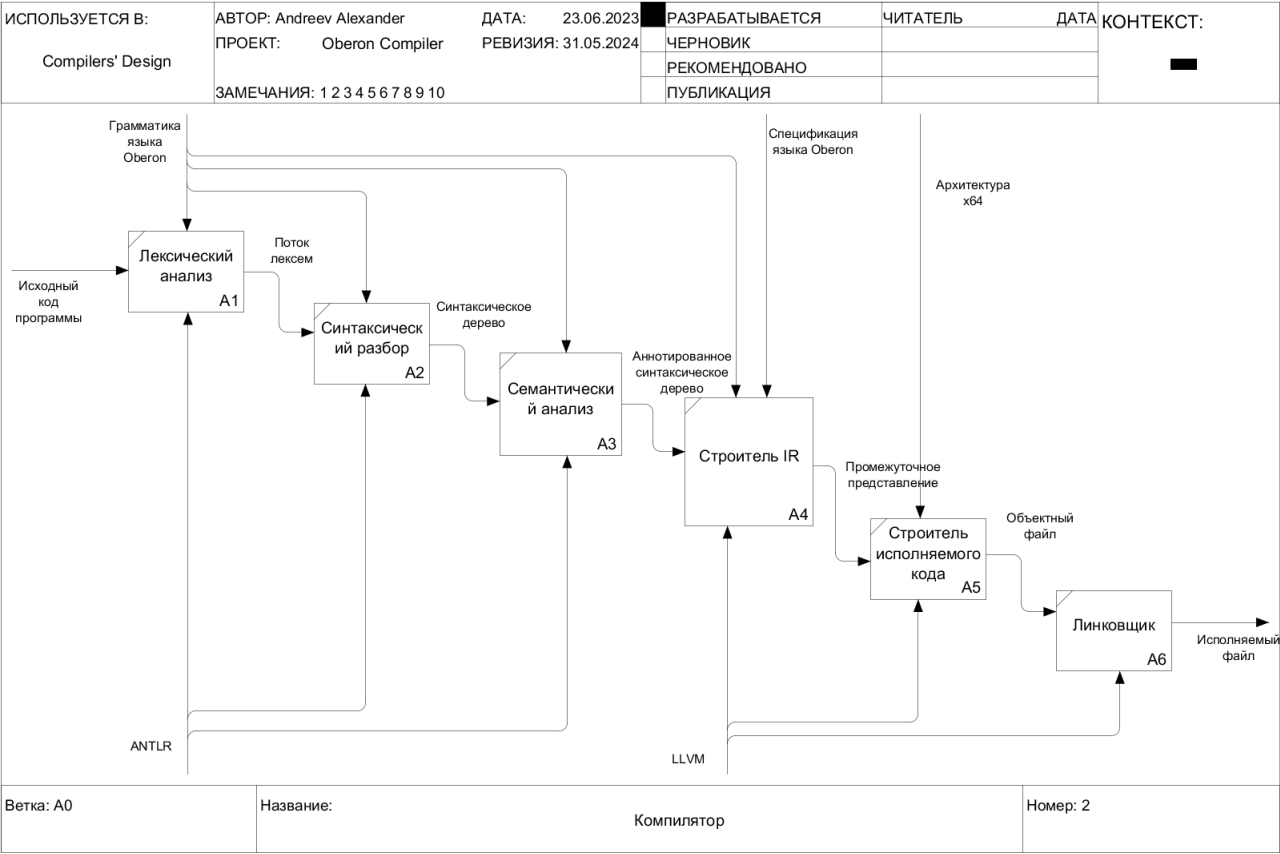 ИСПОЛЬЗУЕТСЯ В:
Compilers' Design
АВТОР: Andreev Alexander
ДАТА: 23.06.2023
ПРОЕКТ: Oberon Compiler
РЕВИЗИЯ: 31.05.2024
ЗАМЕЧАНИЯ: 1 2 3 4 5 6 7 8 9 10
РАЗРАБАТЫВАЕТСЯ
ЧЕРНОВИК
РЕКОМЕНДОВАНО
ПУБЛИКАЦИЯ
ЧИТАТЕЛЬ ДАТА
КОНТЕКСТ:
Грамматика
языка
Oberon
Спецификация
языка Oberon
Архитектура
x64
Исходный
код
программы
Лексический
анализ
A1
Поток
лексем
Синтаксическ
ий разбор
A2
Синтаксическое
дерево
Семантически
й анализ
A3
Аннотированное
синтаксическое
дерево
Строитель IR
A4
Промежуточное
представление
Строитель
исполняемого
кода
A5
Объектный
файл
Линковщик
A6
Исполняемый
файл
ANTLR
LLVM
Ветка: A0
Название:
Компилятор
Номер: 2